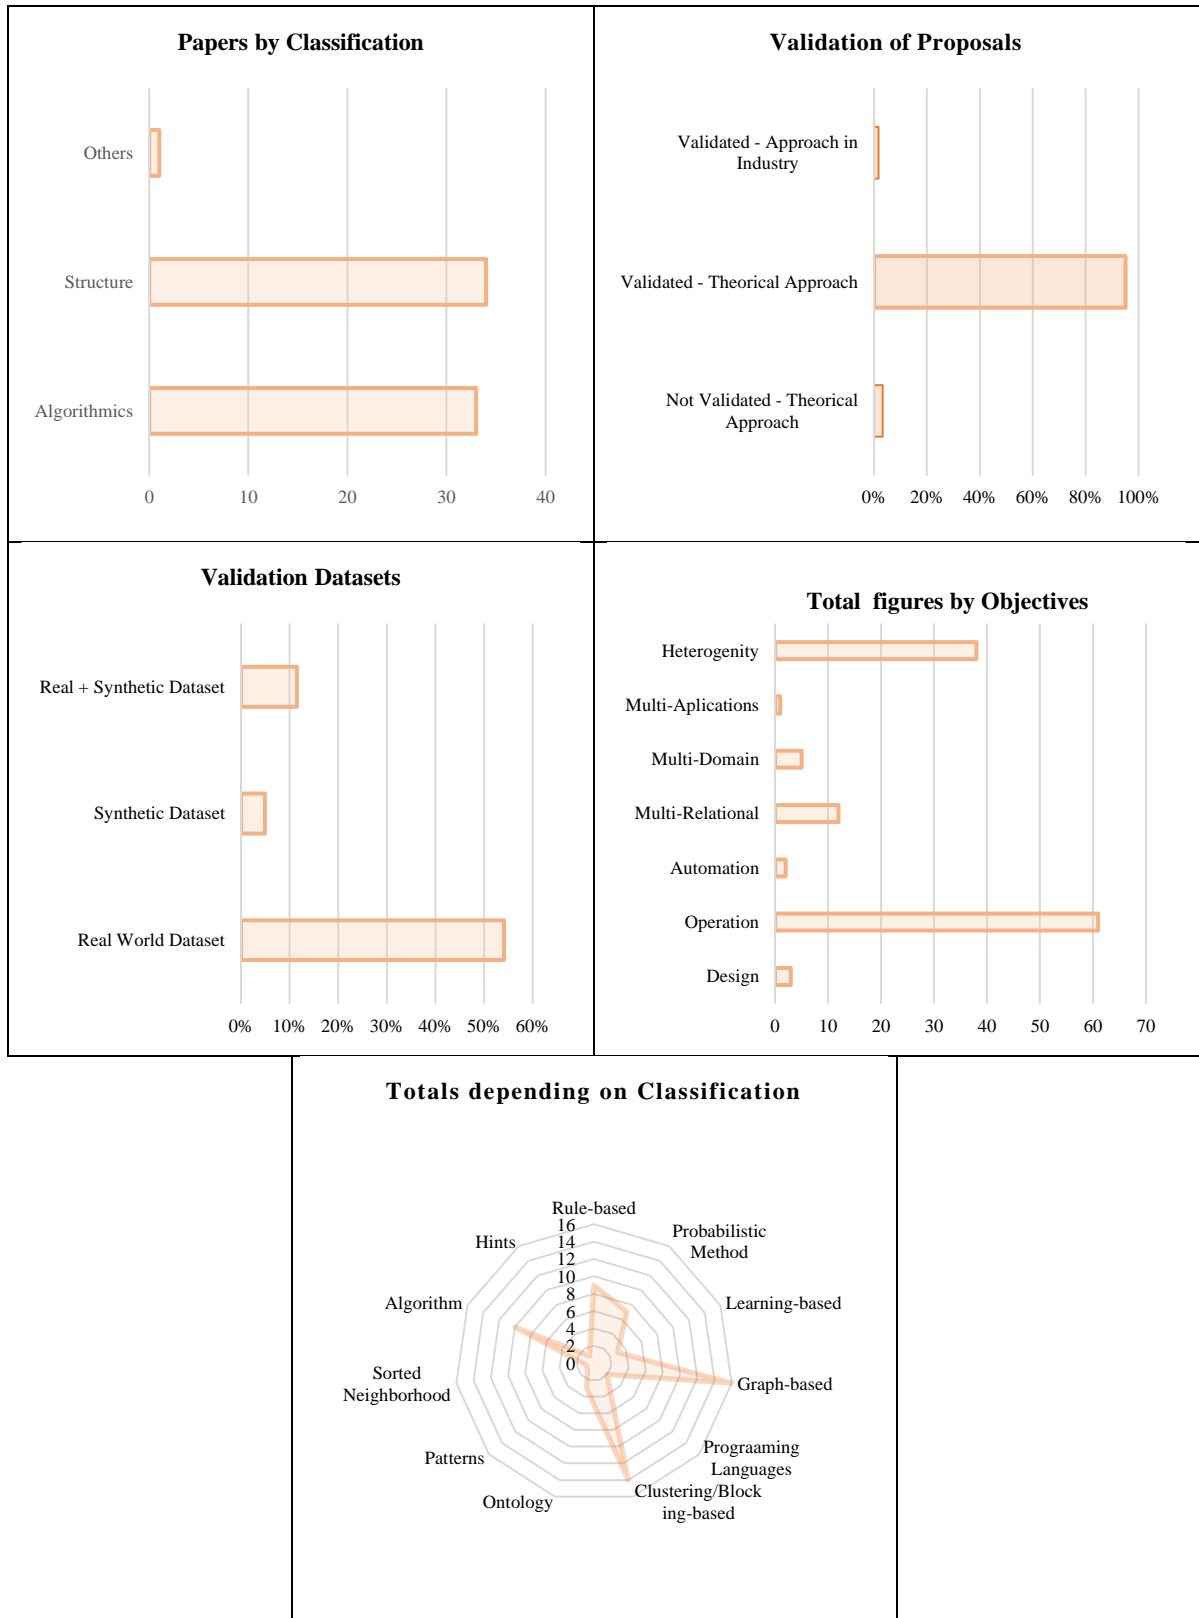 Papers by Classification
Others
Structure
Algorithmics
0 10 20 30 40
Validation of Proposals
Validated - Approach in
Industry
Validated - Theorical Approach
Not Validated - Theorical
Approach
0% 20% 40% 60% 80% 100%
Validation Datasets
Real + Synthetic Dataset
Synthetic Dataset
Real World Dataset
0% 10% 20% 30% 40% 50% 60%
Total figures by Objectives
Heterogenity
Multi-Aplications
Multi-Domain
Multi-Relational
Automation
Operation
Design
0 10 20 30 40 50 60 70
Totals depending on Classification
Rule-based
Probabilistic
Method
Learning-based
Graph-based
Prograaming
Languages
Clustering/Block
ing-based
Ontology
Patterns
Sorted
Neighborhood
Algorithm
Hints
16
14
12
10
8
6
4
2
0